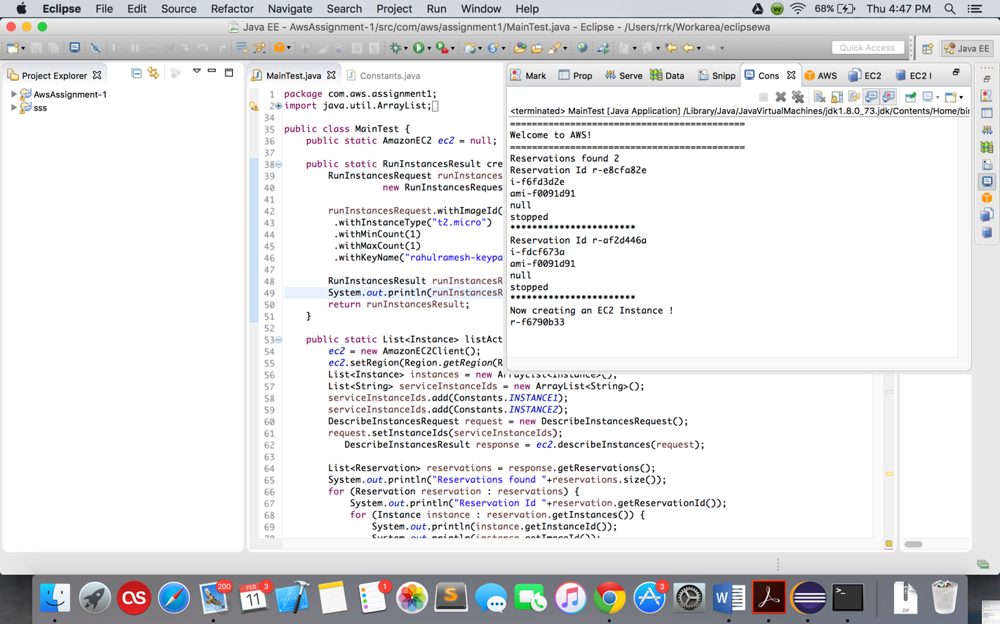 Eclipse File Edit Source Refactor Navigate Search Project Run Window Help 68% Thu 4:47 PM
Java EE - AwsAssignment-1/src/com/aws/assignment1/MainTest.java - Eclipse - /Users/rrk/Workarea/eclipsewa
Quick Access Java EE
Project Explorer
AwsAssignment-1
sss
MainTest.java Constants.java
1 package com.aws.assignment1;
2 import java.util.ArrayList;
34
35 public class MainTest {
36 public static AmazonEC2 ec2 = null;
37
38 public static RunInstancesResult cre
39 RunInstancesRequest runInstances
40 new RunInstancesReques
41
42 runInstancesRequest.withImageId(
43 .withInstanceType("t2.micro")
44 .withMinCount(1)
45 .withMaxCount(1)
46 .withKeyName("rahulramesh-keypa
47
48 RunInstancesResult runInstancesR
49 System.out.println(runInstancesR
50 return runInstancesResult;
51 }
52
53 public static List<Instance> listAct
54 ec2 = new AmazonEC2Client();
55 ec2.setRegion(Region.getRegion(R
56 List<Instance> instances = new ArrayList<Instance>();
57 List<String> serviceInstanceIds = new ArrayList<String>();
58 serviceInstanceIds.add(Constants.INSTANCE1);
59 serviceInstanceIds.add(Constants.INSTANCE2);
60 DescribeInstancesRequest request = new DescribeInstancesRequest();
61 request.setInstanceIds(serviceInstanceIds);
62 DescribeInstancesResult response = ec2.describeInstances(request);
63
64 List<Reservation> reservations = response.getReservations();
65 System.out.println("Reservations found "+reservations.size());
66 for (Reservation reservation : reservations) {
67 System.out.println("Reservation Id "+reservation.getReservationId());
68 for (Instance instance : reservation.getInstances()) {
69 System.out.println(instance.getInstanceId());
70 System.out.println(instance.getImageId());
Mark Prop Serve Data Snipp Cons AWS EC2 EC2 I
<terminated> MainTest [Java Application] /Library/Java/JavaVirtualMachines/jdk1.8.0_73.jdk/Contents/Home/bin
===========================================
Welcome to AWS!
===========================================
Reservations found 2
Reservation Id r-e8cfa82e
i-f6fd3d2e
ami-f0091d91
null
stopped
***********************
Reservation Id r-af2d446a
i-fdcf673a
ami-f0091d91
null
stopped
***********************
Now creating an EC2 Instance !
r-f6790b33
200
FEB 3
11
1
3
ZIP